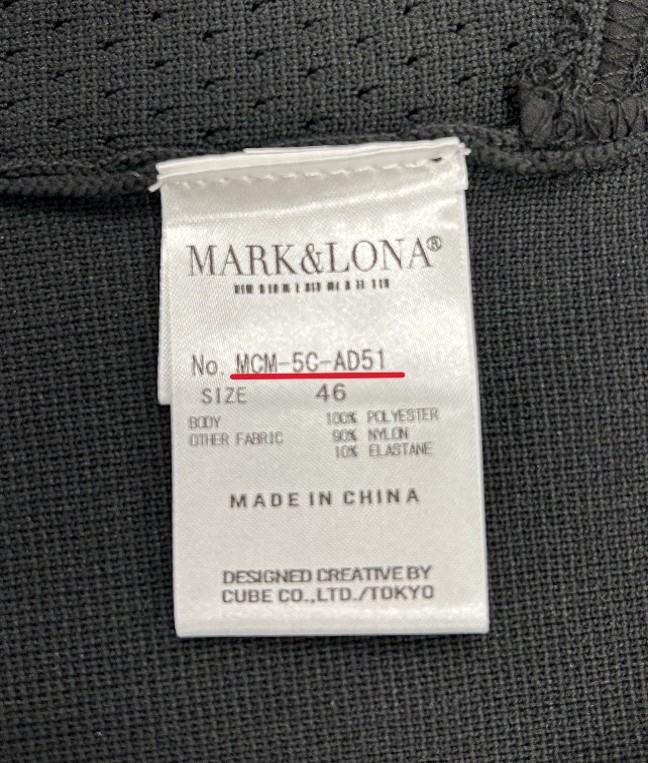 MARK&LONA®
No. MCM-5C-AD51
SIZE 46
BODY 100% POLYESTER
OTHER FABRIC 90% NYLON
10% ELASTANE
MADE IN CHINA
DESIGNED CREATIVE BY
CUBE CO.,LTD./TOKYO